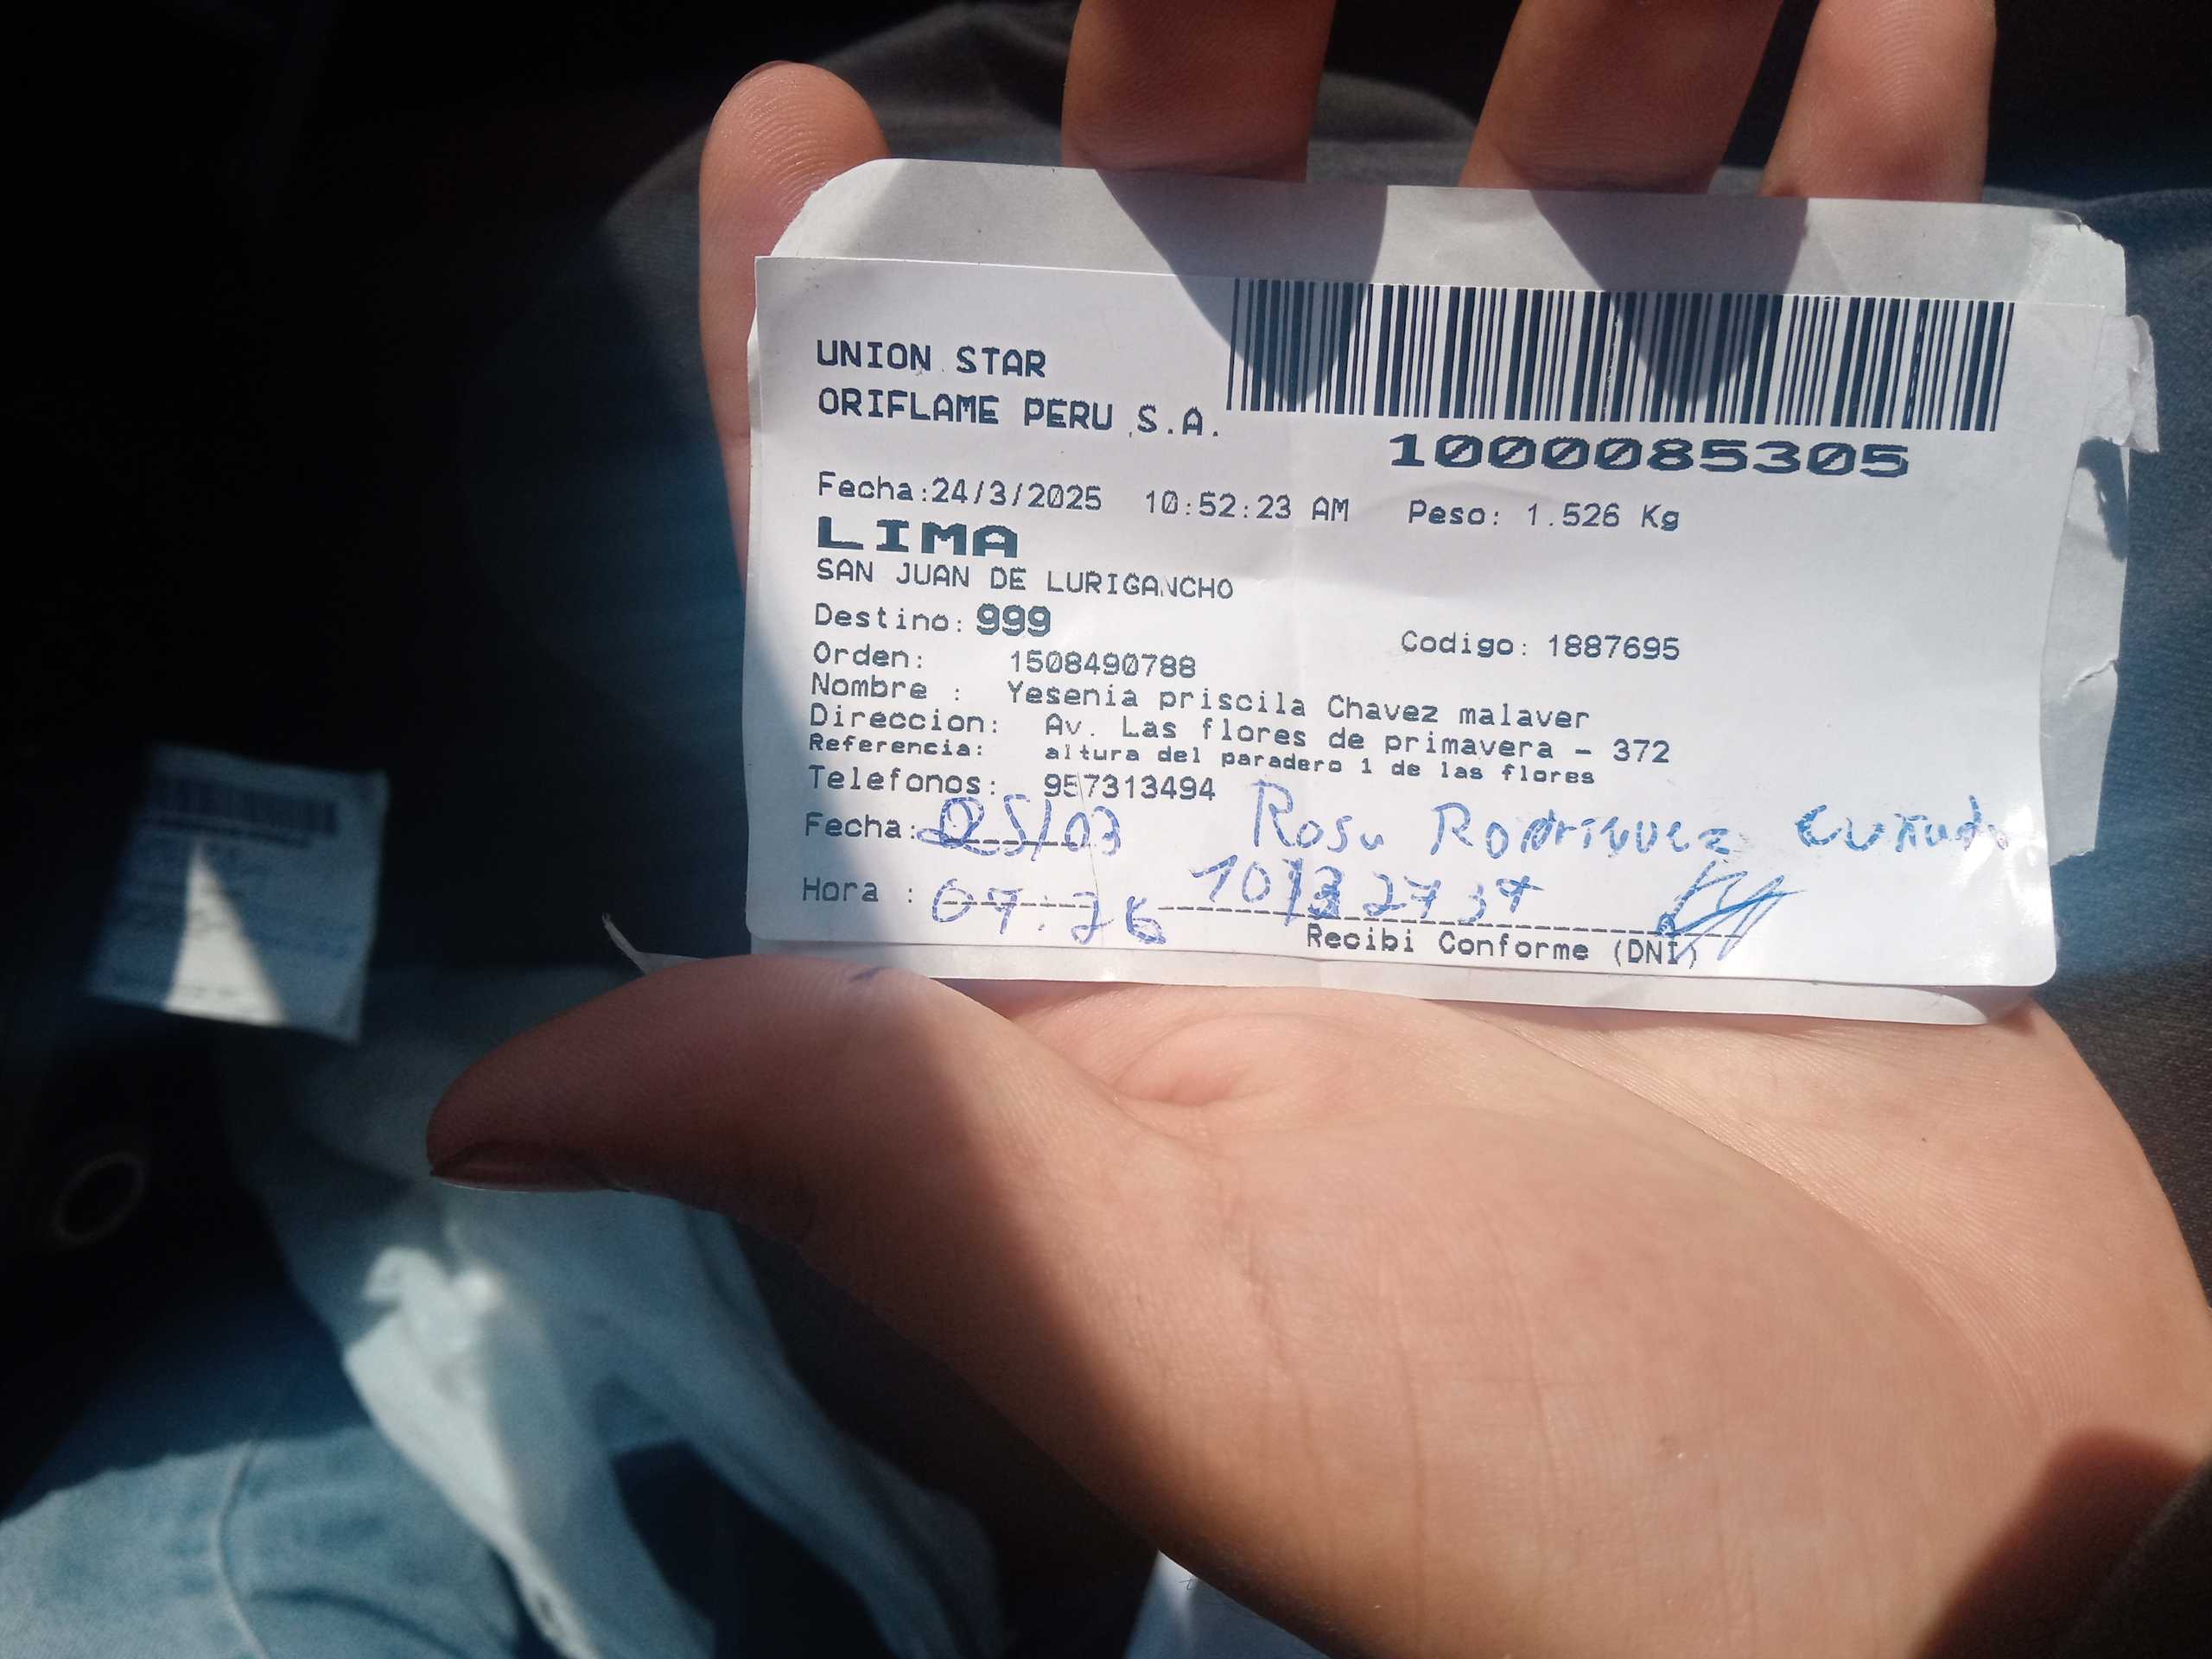 UNION STAR
ORIFLAME PERU S.A.
1000085305
Fecha:24/3/2025 10:52:23 AM Peso: 1.526 Kg
LIMA
SAN JUAN DE LURIGANCHO
Destino: 999
Codigo: 1887695
Orden: 1508490788
Nombre : Yesenia priscila Chavez malaver
Direccion: Av. Las flores de primavera - 372
Referencia: altura del paradero 1 de las flores
Telefonos: 957313494
Fecha: 25/03 Rosa Rodriguez
Hora :
Recibi Conforme (DNI)